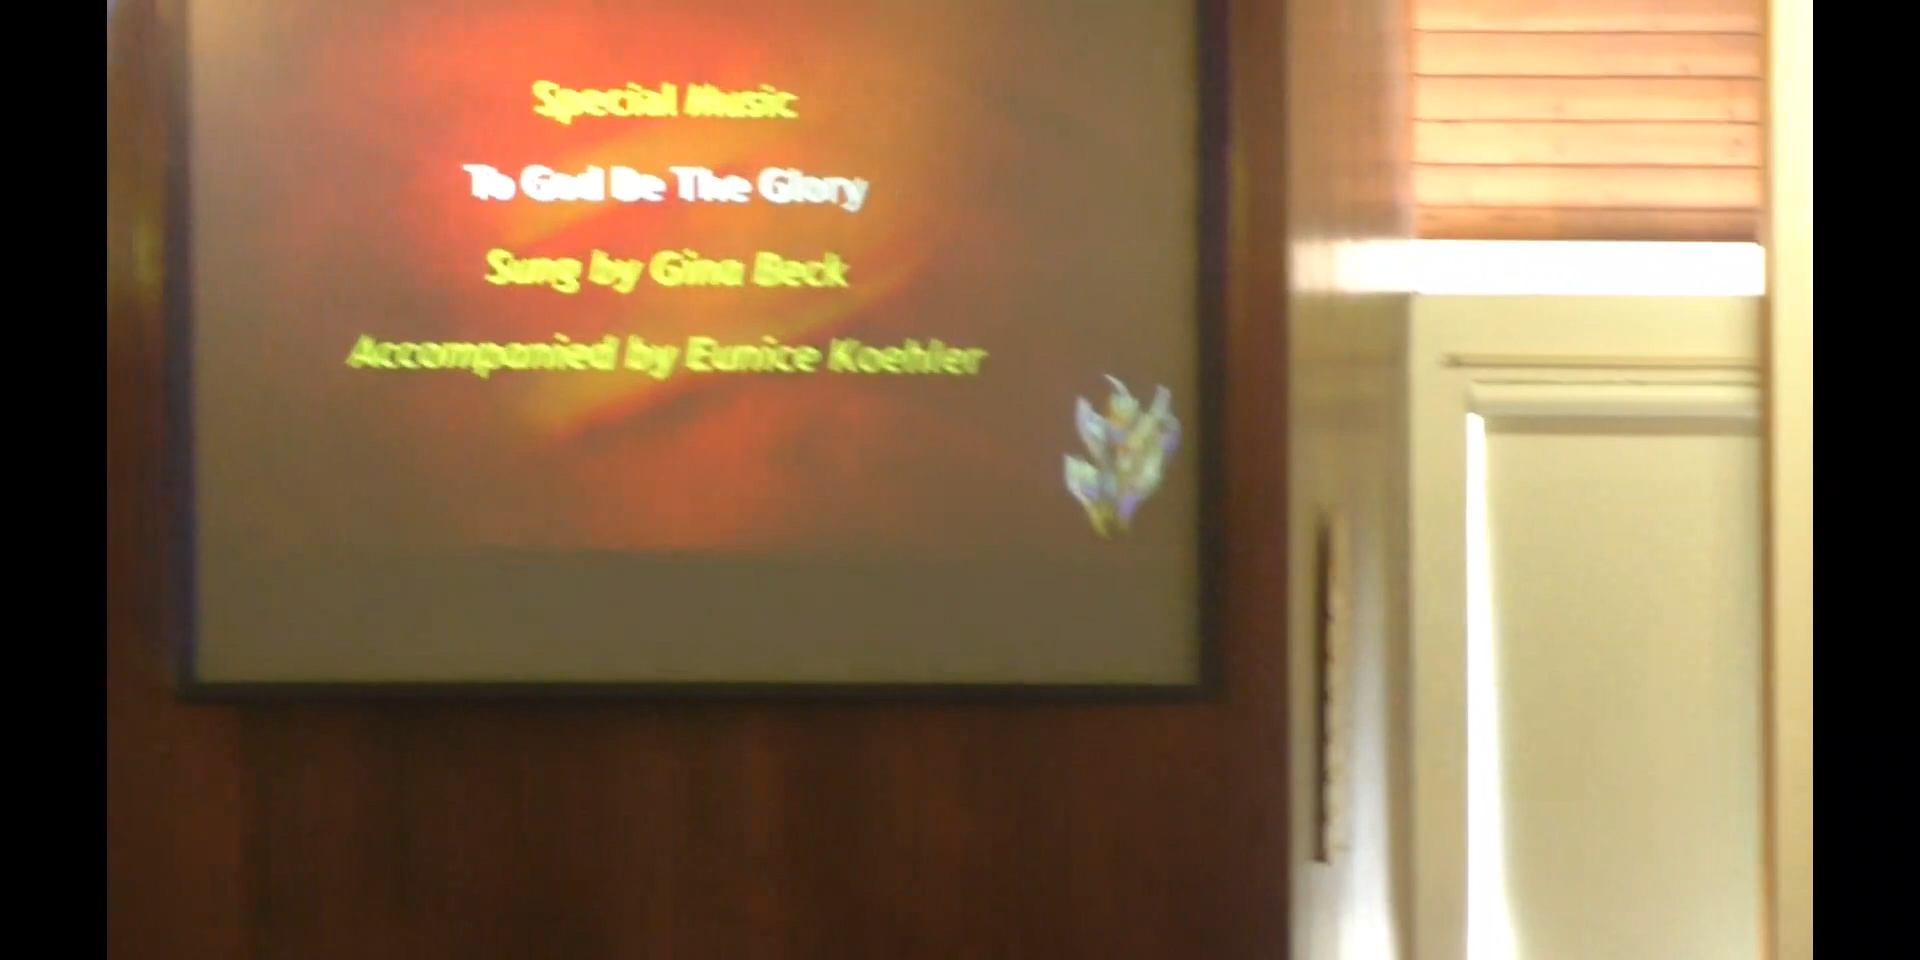 Special Music
To God Be The Glory
Sung by Gina Beck
Accompanied by Eunice Koehler